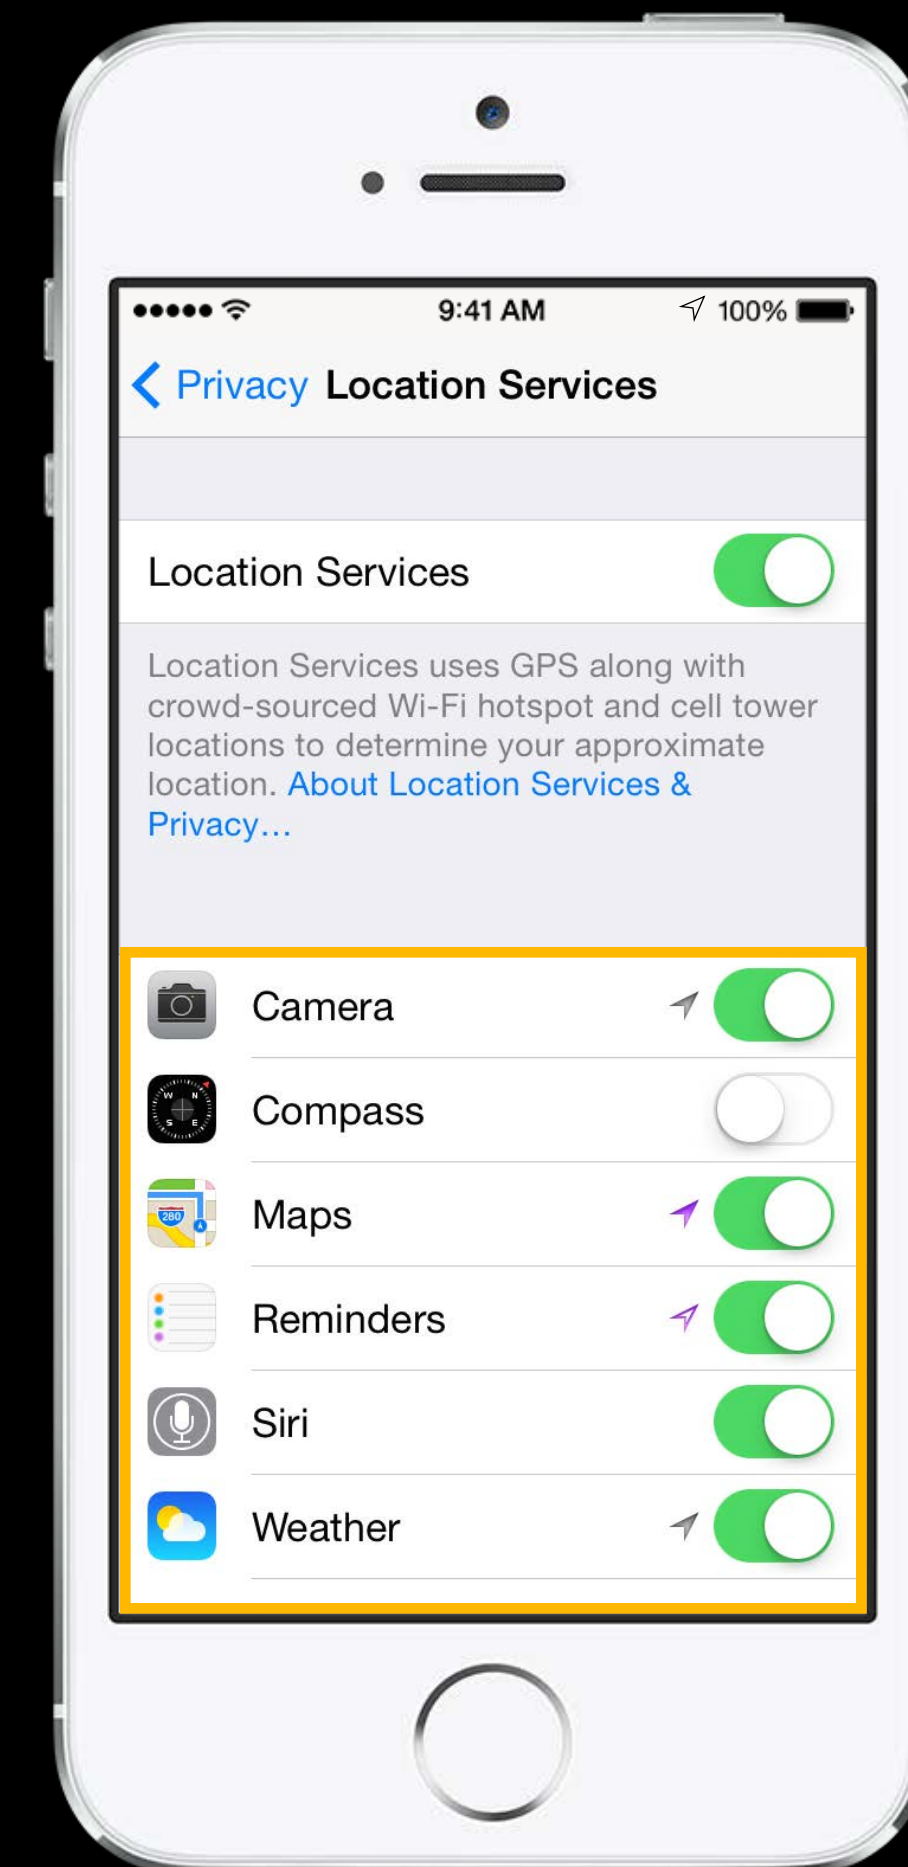 9:41 AM 100%
Privacy Location Services
Location Services
Location Services uses GPS along with
crowd-sourced Wi-Fi hotspot and cell tower
locations to determine your approximate
location. About Location Services &
Privacy...
Camera
W N
S E
Compass
280
Maps
Reminders
Siri
Weather